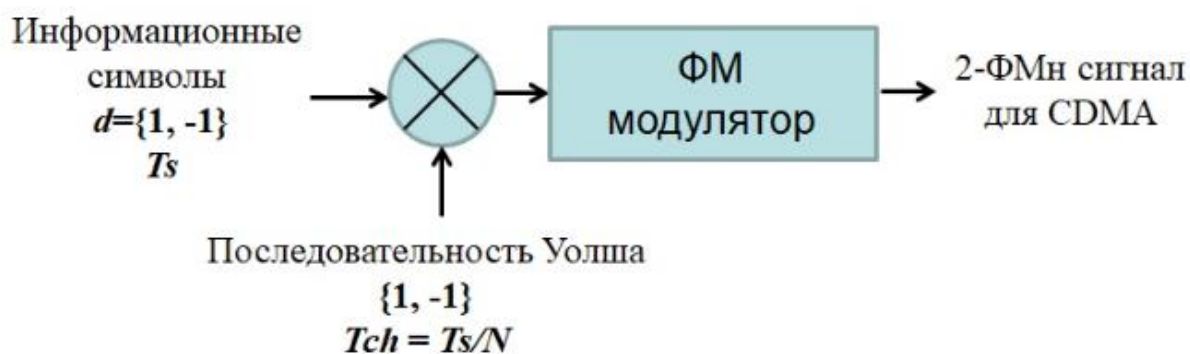 Информационные
символы
d={1, -1}
Ts
ФМ
модулятор
2-ФМн сигнал
для CDMA
Последовательность Уолша
{1, -1}
Tch = Ts/N